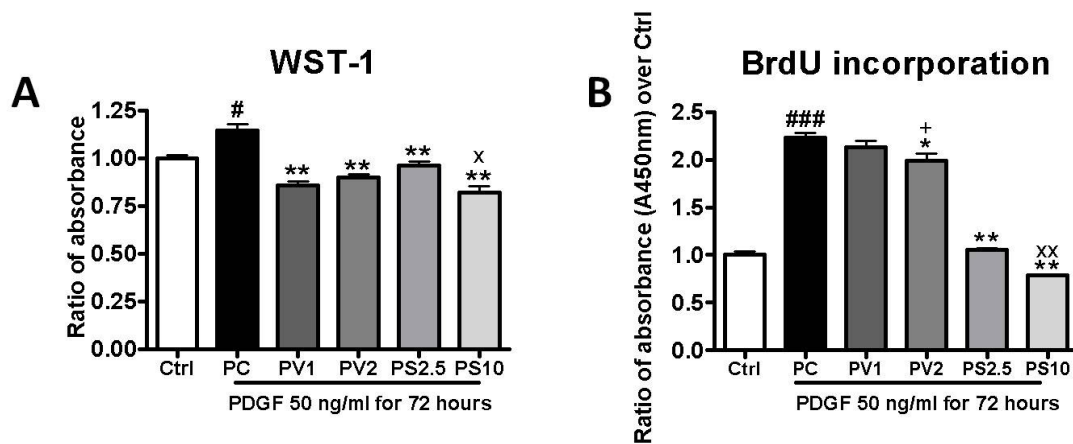 A
WST-1
Ratio of absorbance
1.25
1.00
0.75
0.50
0.25
0.00
#
**
**
**
x
**
Ctrl PC PV1 PV2 PS2.5 PS10
PDGF 50 ng/ml for 72 hours
B
BrdU incorporation
Ratio of absorbance (A450nm) over Ctrl
2.5
2.0
1.5
1.0
0.5
0.0
###
+
*
**
xx
**
Ctrl PC PV1 PV2 PS2.5 PS10
PDGF 50 ng/ml for 72 hours